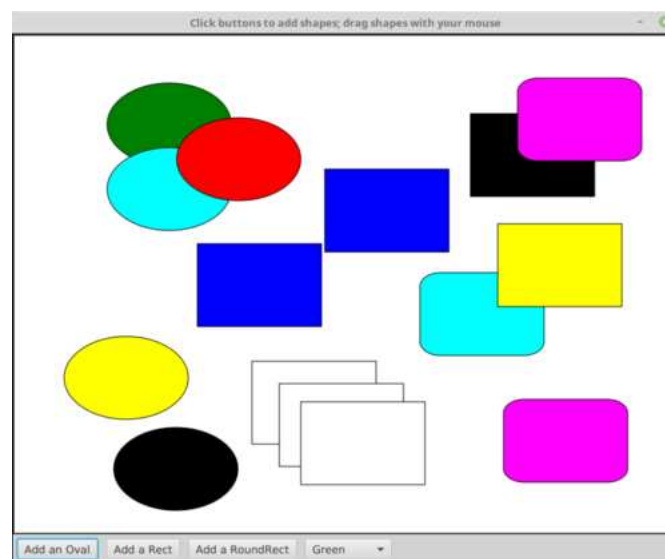 Click buttons to add shapes; drag shapes with your mouse
Add an Oval Add a Rect Add a RoundRect Green